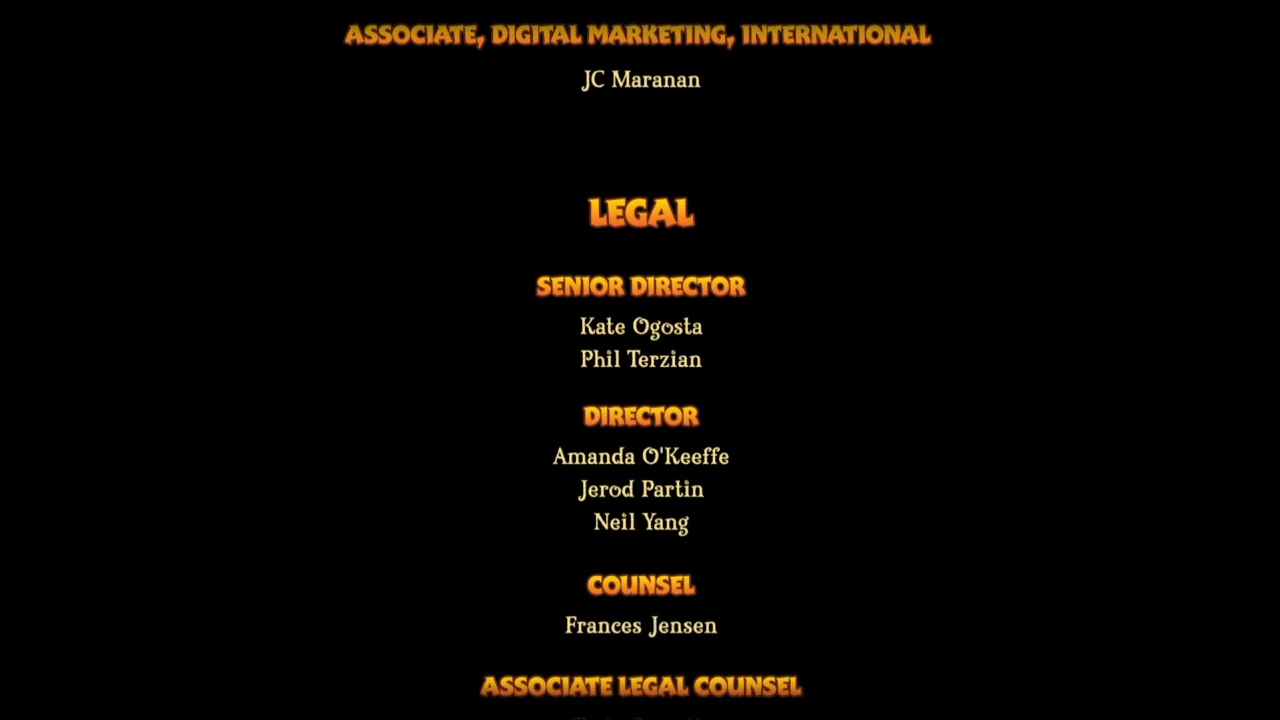 ASSOCIATE, DIGITAL MARKETING, INTERNATIONAL
JC Maranan
LEGAL
SENIOR DIRECTOR
Kate Ogosta
Phil Terzian
DIRECTOR
Amanda O'Keeffe
Jerod Partin
Neil Yang
COUNSEL
Frances Jensen
ASSOCIATE LEGAL COUNSEL